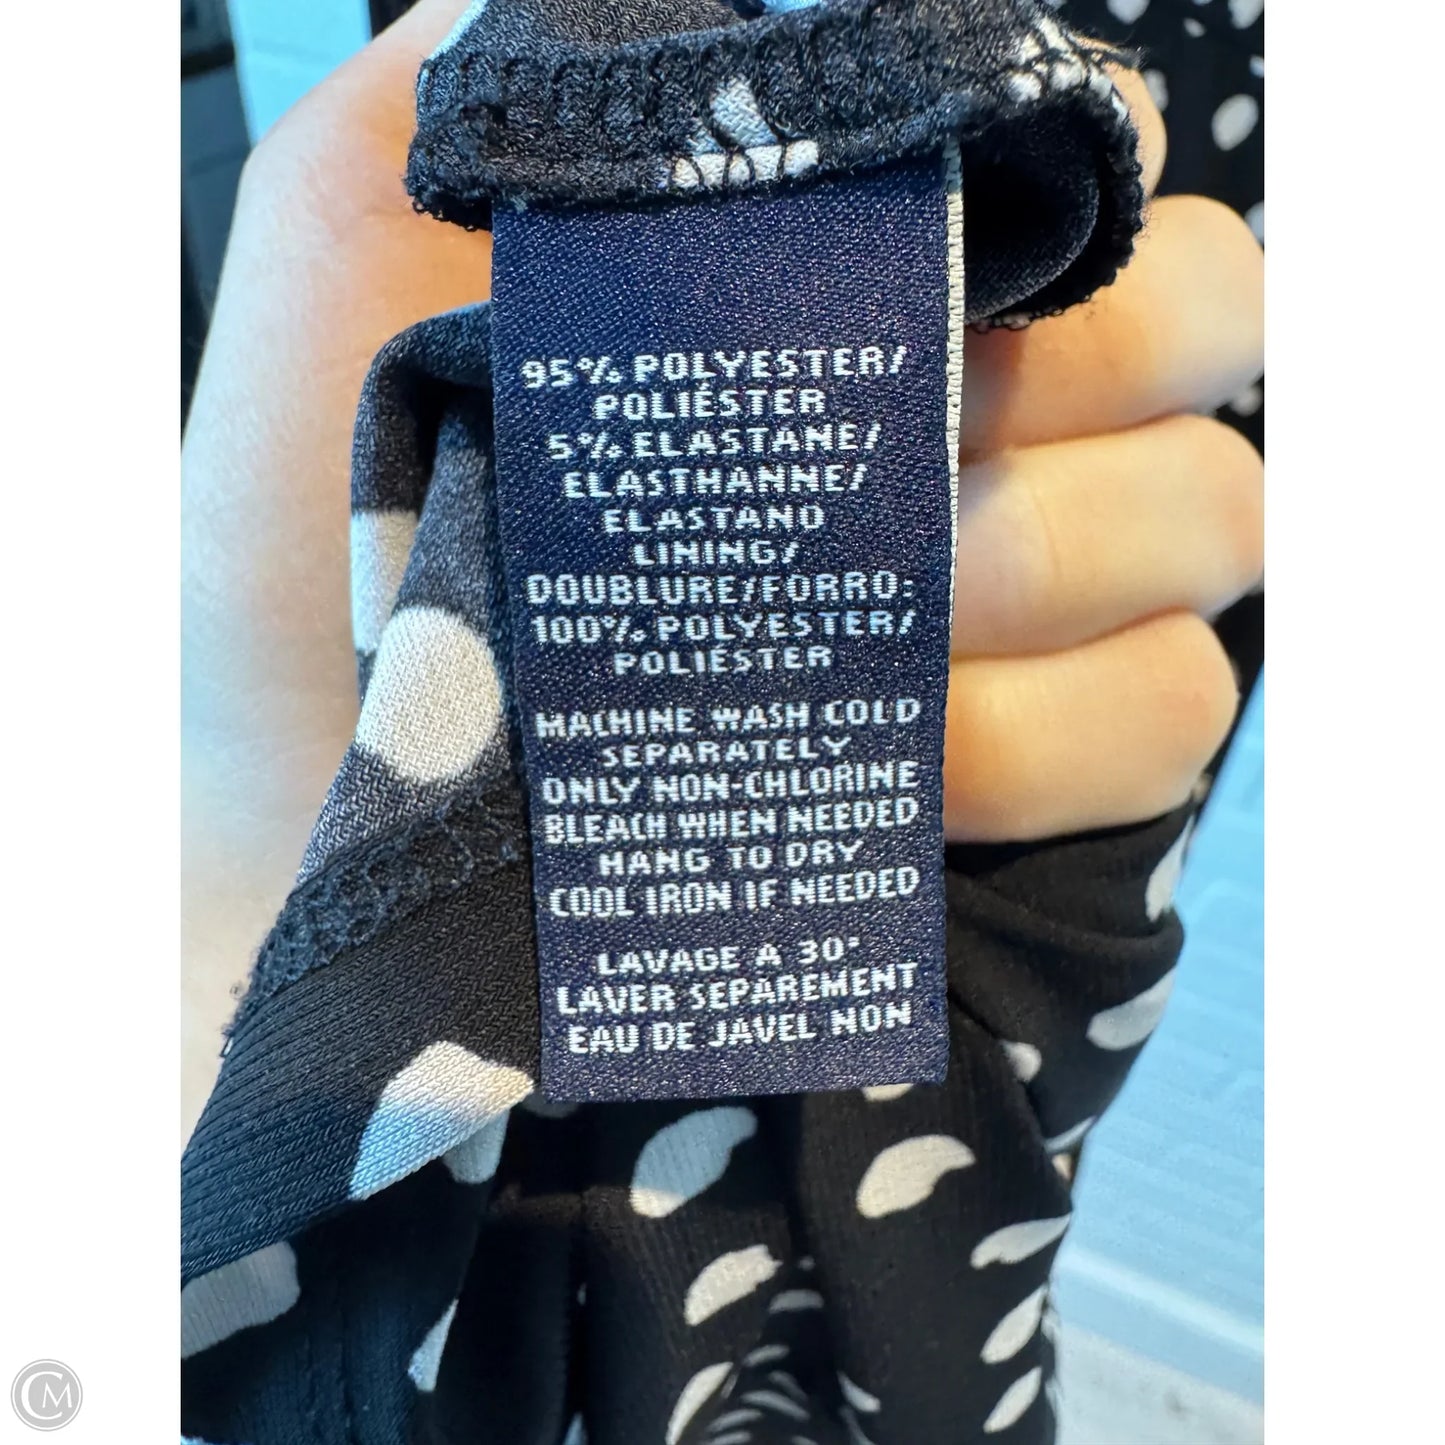 95% POLYESTER/
POLIÉSTER
5% ELASTANE/
ELASTHANNE/
ELASTANO
LINING/
DOUBLURE/FORRO:
100% POLYESTER/
POLIÉSTER
MACHINE WASH COLD
SEPARATELY
ONLY NON-CHLORINE
BLEACH WHEN NEEDED
HANG TO DRY
COOL IRON IF NEEDED
LAVAGE A 30°
LAVER SEPAREMENT
EAU DE JAVEL NON
CM